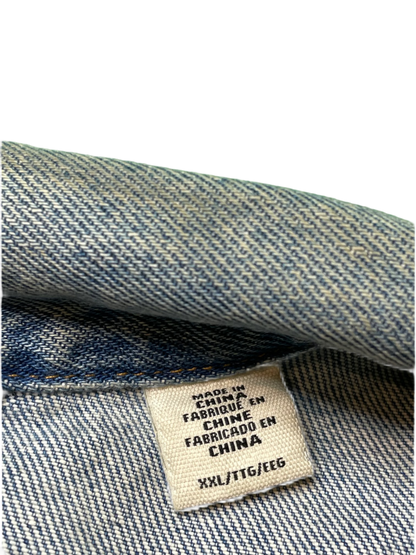 MADE IN
CHINA
FABRIQUÉ EN
CHINE
FABRICADO EN
CHINA
XXL/TTG/EEG